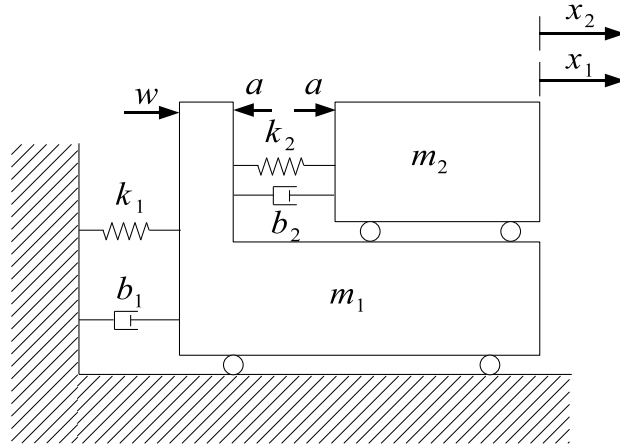 x₂
x₁
w
a
a
k₂
m₂
k₁
b₂
b₁
m₁